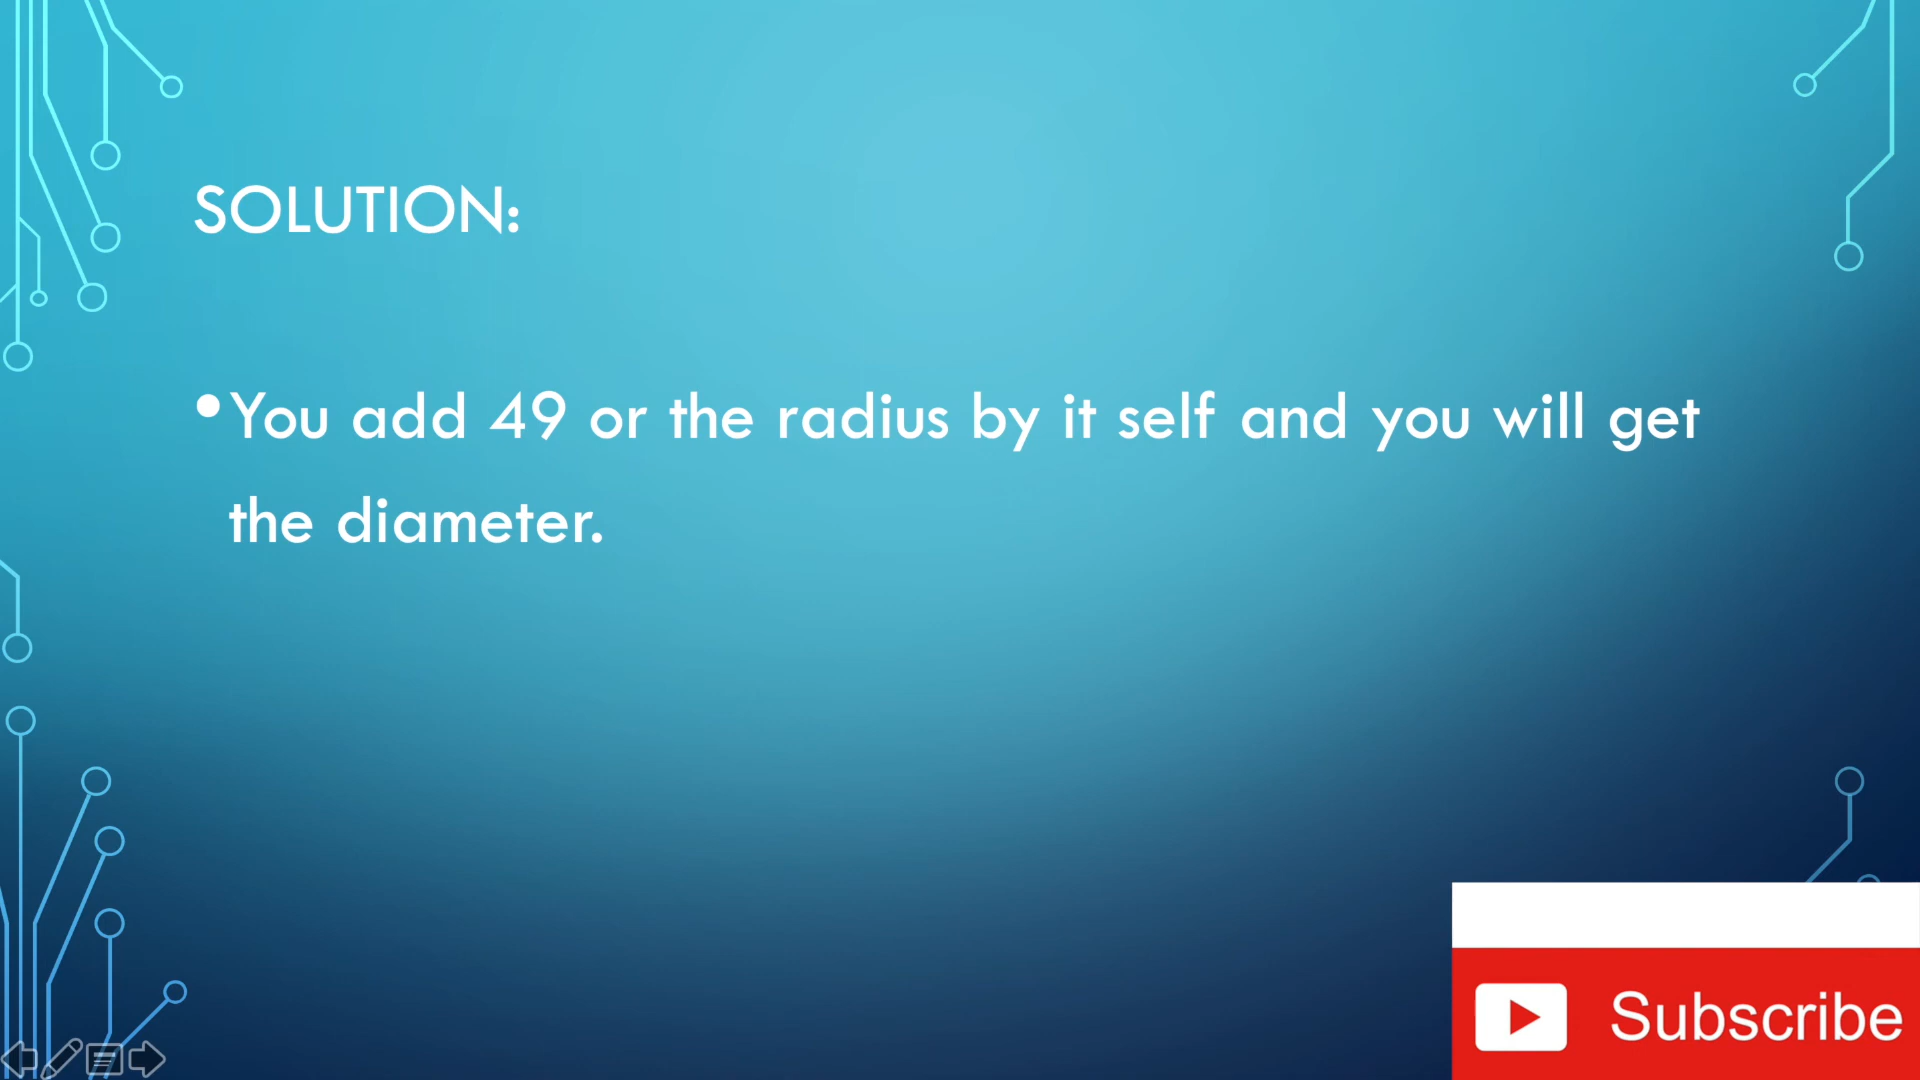 SOLUTION:
•You add 49 or the radius by it self and you will get
the diameter.
Subscribe